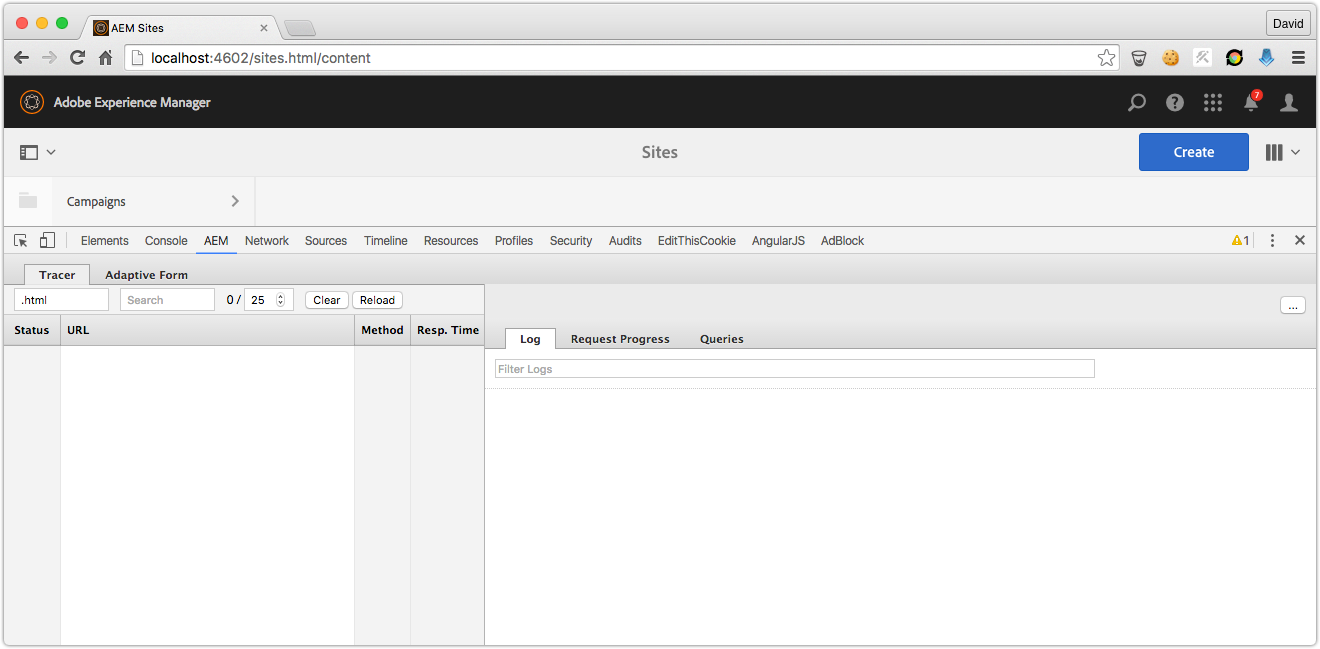 AEM Sites
David
localhost:4602/sites.html/content
Adobe Experience Manager
7
Sites
Create
Campaigns
Elements Console AEM Network Sources Timeline Resources Profiles Security Audits EditThisCookie AngularJS AdBlock 1
Tracer Adaptive Form
.html Search 0 / 25 Clear Reload
...
Status URL Method Resp. Time
Log Request Progress Queries
Filter Logs